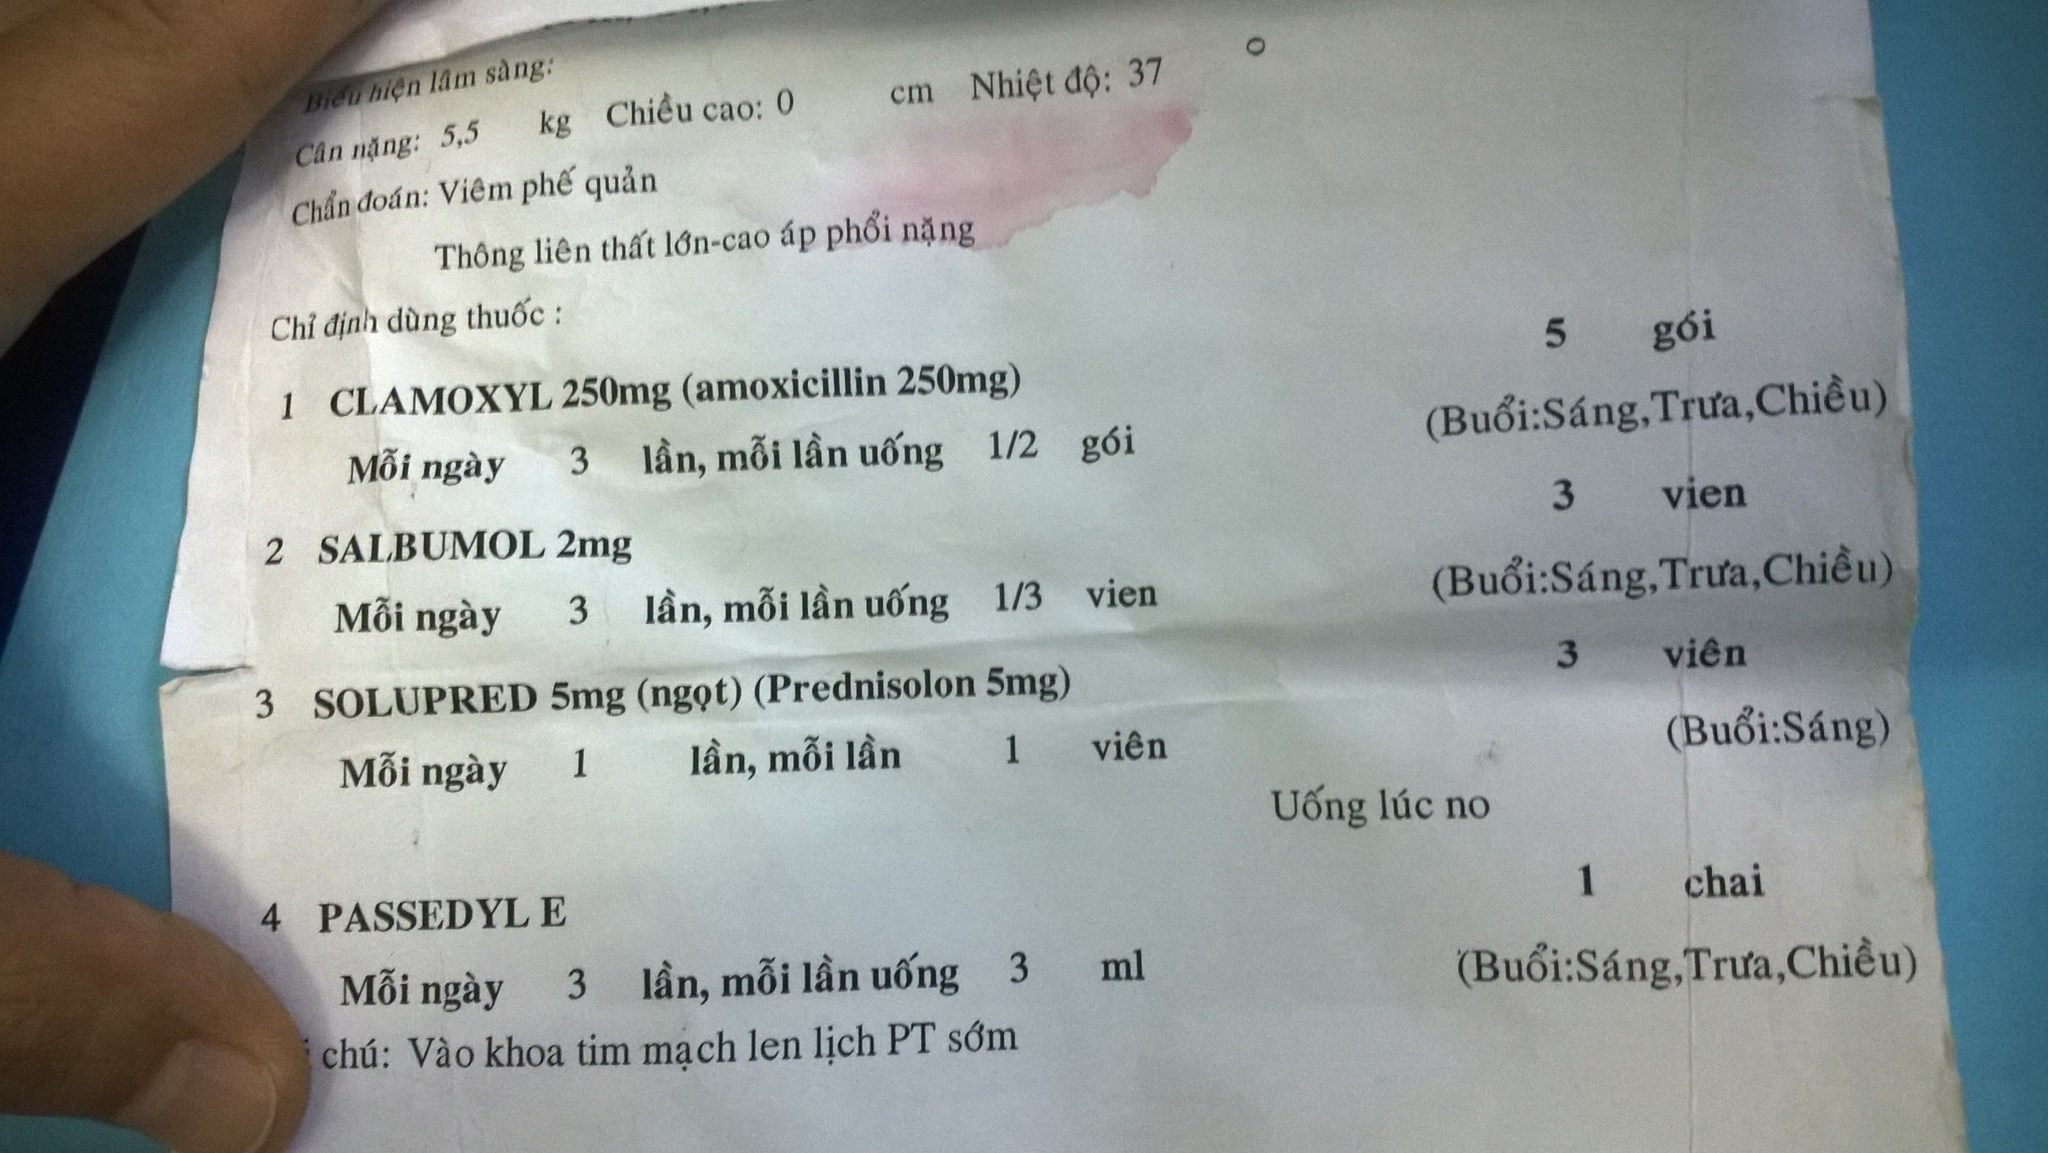 Biểu hiện lâm sàng:
Cân nặng: 5,5 kg Chiều cao: 0 cm Nhiệt độ: 37 o
Chẩn đoán: Viêm phế quản
Thông liên thất lớn-cao áp phổi nặng
Chỉ định dùng thuốc :
1 CLAMOXYL 250mg (amoxicillin 250mg) 5 gói
Mỗi ngày 3 lần, mỗi lần uống 1/2 gói (Buổi:Sáng,Trưa,Chiều)
2 SALBUMOL 2mg 3 vien
Mỗi ngày 3 lần, mỗi lần uống 1/3 vien (Buổi:Sáng,Trưa,Chiều)
3 SOLUPRED 5mg (ngọt) (Prednisolon 5mg) 3 viên
Mỗi ngày 1 lần, mỗi lần 1 viên (Buổi:Sáng)
Uống lúc no
4 PASSEDYL E 1 chai
Mỗi ngày 3 lần, mỗi lần uống 3 ml (Buổi:Sáng,Trưa,Chiều)
chú: Vào khoa tim mạch len lịch PT sớm